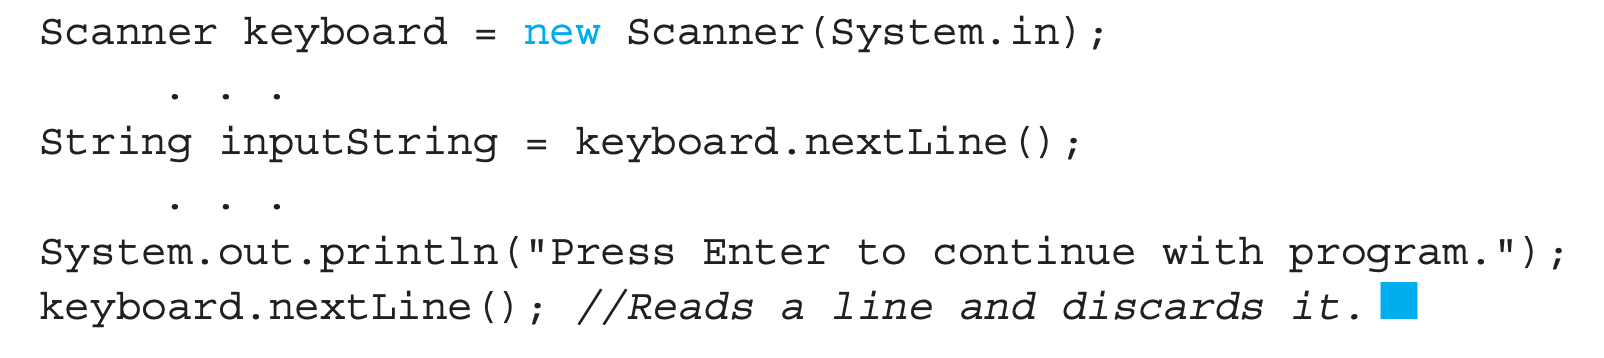 Scanner keyboard = new Scanner(System.in);
. . .
String inputString = keyboard.nextLine();
. . .
System.out.println("Press Enter to continue with program.");
keyboard.nextLine(); //Reads a line and discards it.